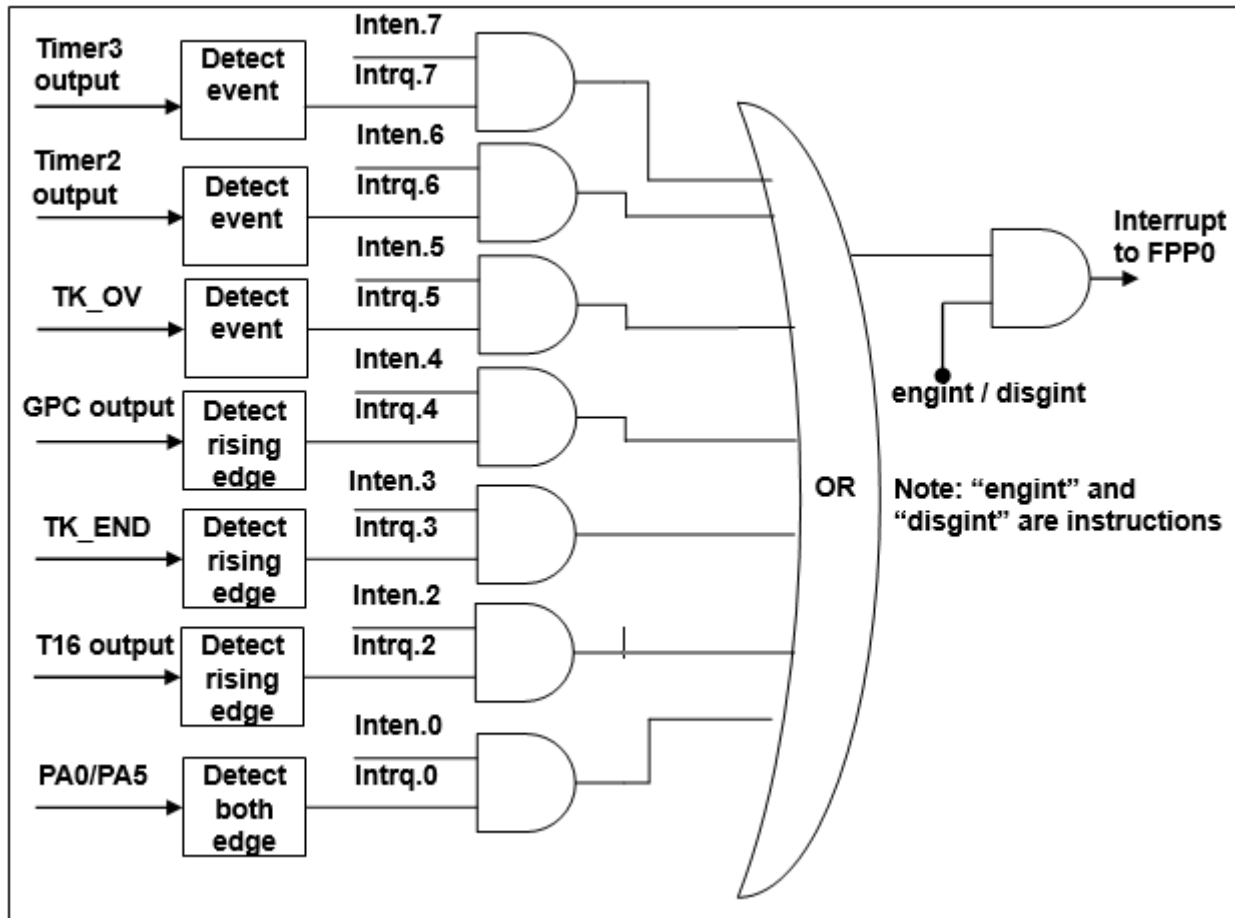 Timer3
output
Detect
event
Inten.7
Intrq.7
Timer2
output
Detect
event
Inten.6
Intrq.6
TK_OV
Detect
event
Inten.5
Intrq.5
GPC output
Detect
rising
edge
Inten.4
Intrq.4
TK_END
Detect
rising
edge
Inten.3
Intrq.3
T16 output
Detect
rising
edge
Inten.2
Intrq.2
PA0/PA5
Detect
both
edge
Inten.0
Intrq.0
OR
Interrupt
to FPP0
engint / disgint
Note: “engint” and
“disgint” are instructions